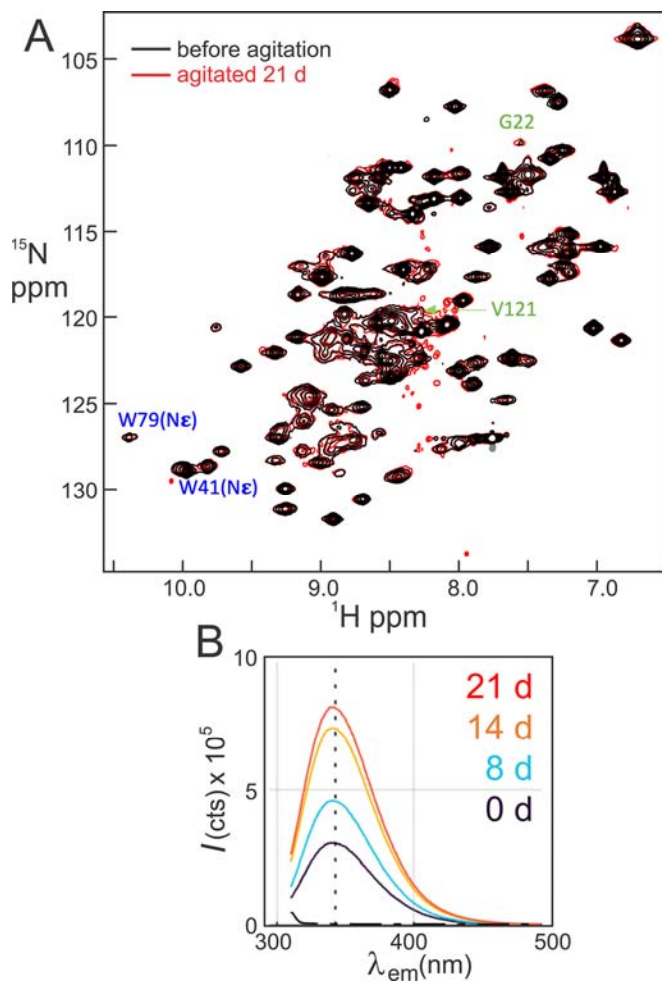 A
before agitation
agitated 21 d
105
110
115
120
125
130
15N
ppm
G22
V121
W79(Nε)
W41(Nε)
10.0 9.0 8.0 7.0
1H ppm
B
10
5
0
I(cts) x 10^5
21 d
14 d
8 d
0 d
300 400 500
λem(nm)